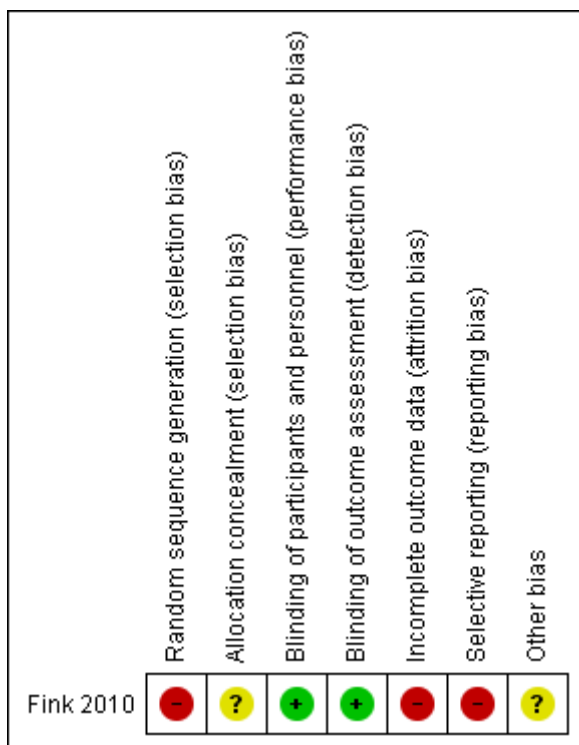 Random sequence generation (selection bias)
Allocation concealment (selection bias)
Blinding of participants and personnel (performance bias)
Blinding of outcome assessment (detection bias)
Incomplete outcome data (attrition bias)
Selective reporting (reporting bias)
Other bias
Fink 2010 - ? + + - - ?